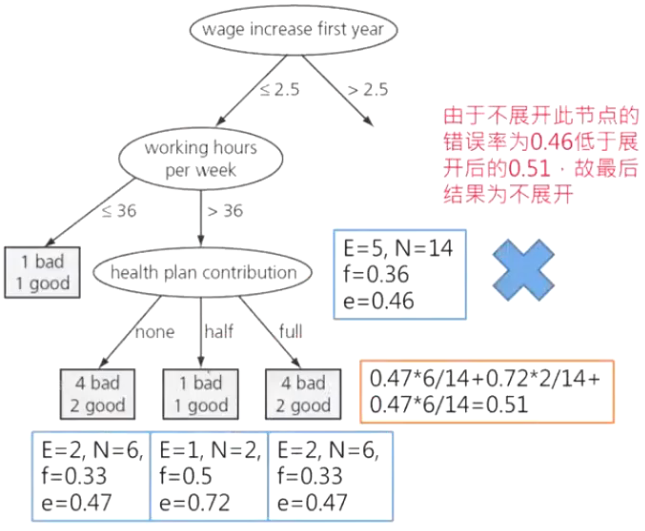 wage increase first year
≤ 2.5
> 2.5
由于不展开此节点的
错误率为0.46低于展
开后的0.51，故最后
结果为不展开
working hours
per week
≤ 36
> 36
1 bad
1 good
health plan contribution
E=5, N=14
f=0.36
e=0.46
none
half
full
4 bad
2 good
1 bad
1 good
4 bad
2 good
0.47*6/14+0.72*2/14+
0.47*6/14=0.51
E=2, N=6,
f=0.33
e=0.47
E=1, N=2,
f=0.5
e=0.72
E=2, N=6,
f=0.33
e=0.47